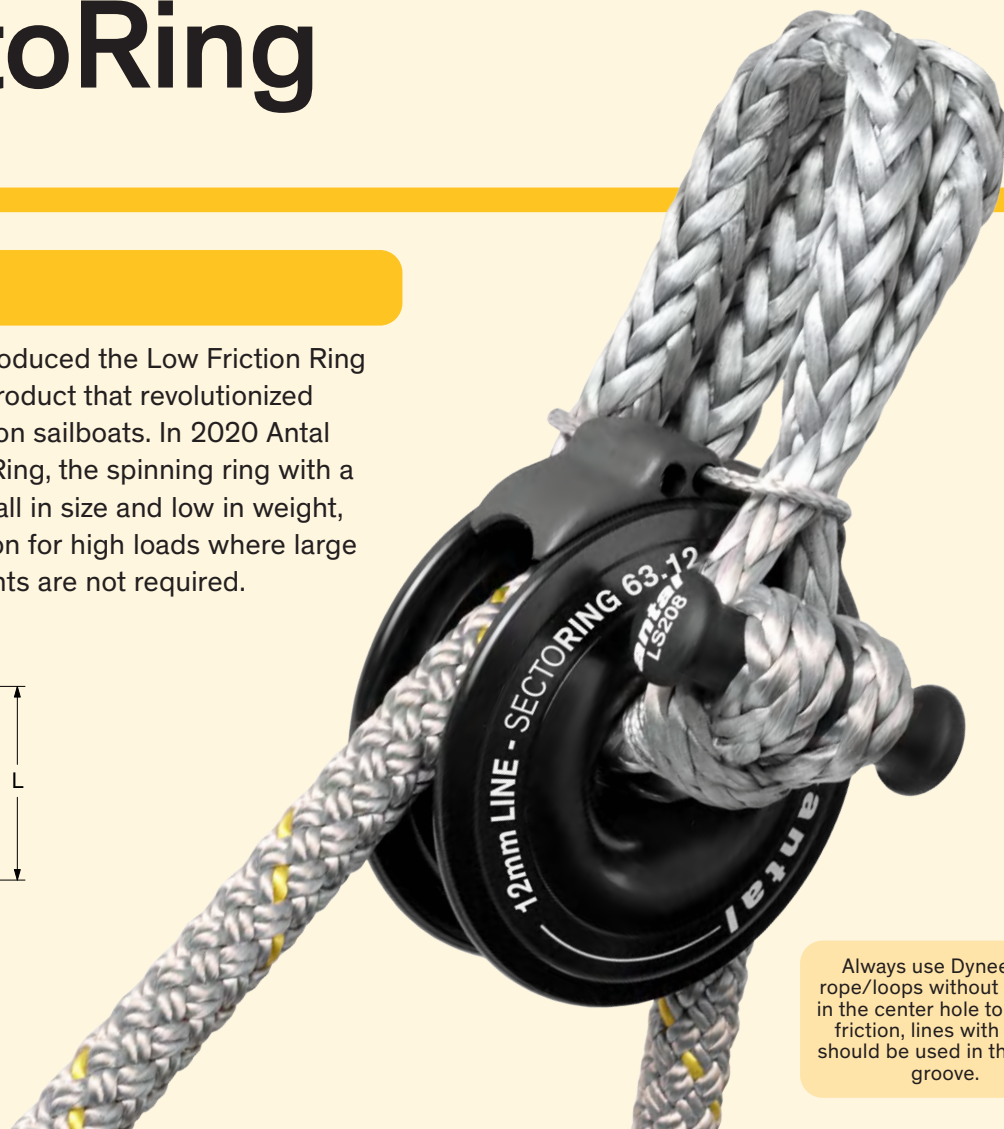 toRing
oduced the Low Friction Ring
roduct that revolutionized
on sailboats. In 2020 Antal
Ring, the spinning ring with a
all in size and low in weight,
on for high loads where large
nts are not required.
L
12mm LINE - SECTORING 63.12
antal
LS208
antal
Always use Dynee
rope/loops without
in the center hole to
friction, lines with
should be used in th
groove.